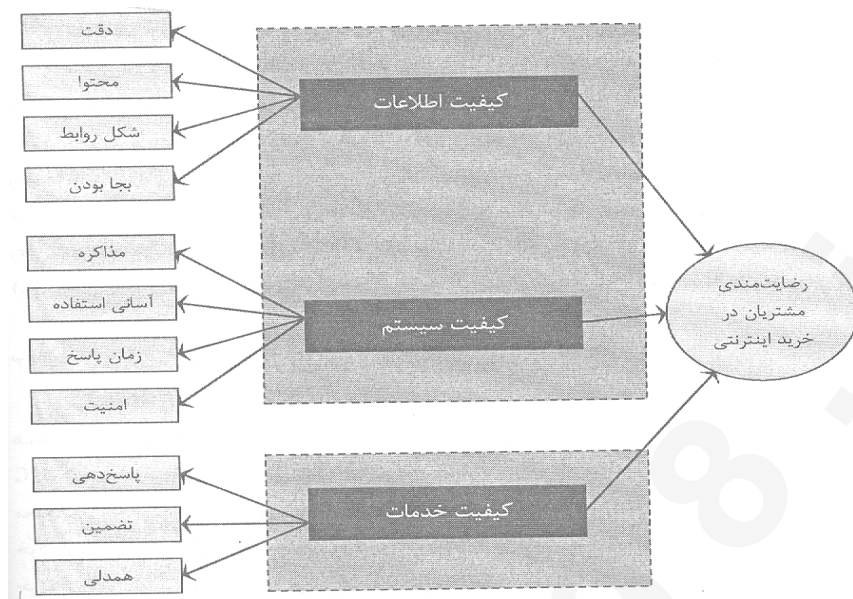 دقت
محتوا
شکل روابط
بجا بودن
کیفیت اطلاعات
مذاکره
آسانی استفاده
زمان پاسخ
امنیت
کیفیت سیستم
رضایت‌مندی
مشتریان در
خرید اینترنتی
پاسخ‌دهی
تضمین
همدلی
کیفیت خدمات